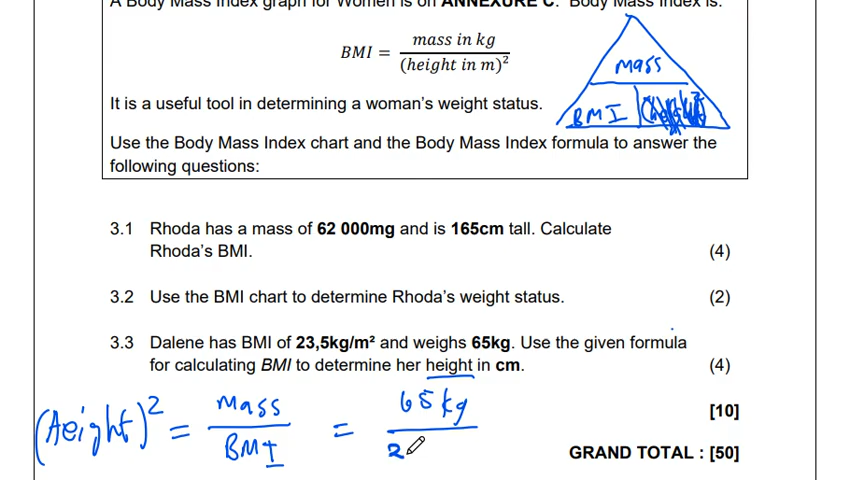 A Body Mass Index graph for Women is on ANNEXURE C. Body Mass Index is:
BMI = mass in kg / (height in m)²
mass
BMI
It is a useful tool in determining a woman's weight status.
Use the Body Mass Index chart and the Body Mass Index formula to answer the
following questions:
3.1 Rhoda has a mass of 62 000mg and is 165cm tall. Calculate
Rhoda's BMI. (4)
3.2 Use the BMI chart to determine Rhoda's weight status. (2)
3.3 Dalene has BMI of 23,5kg/m² and weighs 65kg. Use the given formula
for calculating BMI to determine her height in cm. (4)
(Height)² = mass / BMI = 65kg / 2
[10]
GRAND TOTAL : [50]